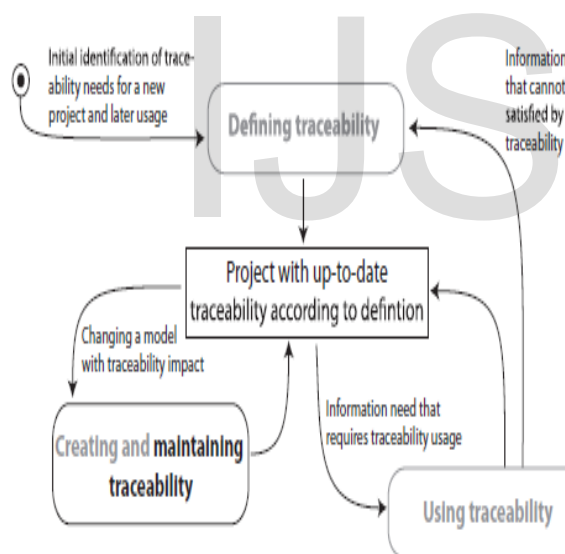 IJS
Initial identification of trace-
ability needs for a new
project and later usage
Information
that cannot
satisfied by
traceability
Defining traceability
Project with up-to-date
traceability according to defintion
Changing a model
with traceability impact
Creating and maintaining
traceability
Information need that
requires traceability usage
Using traceability